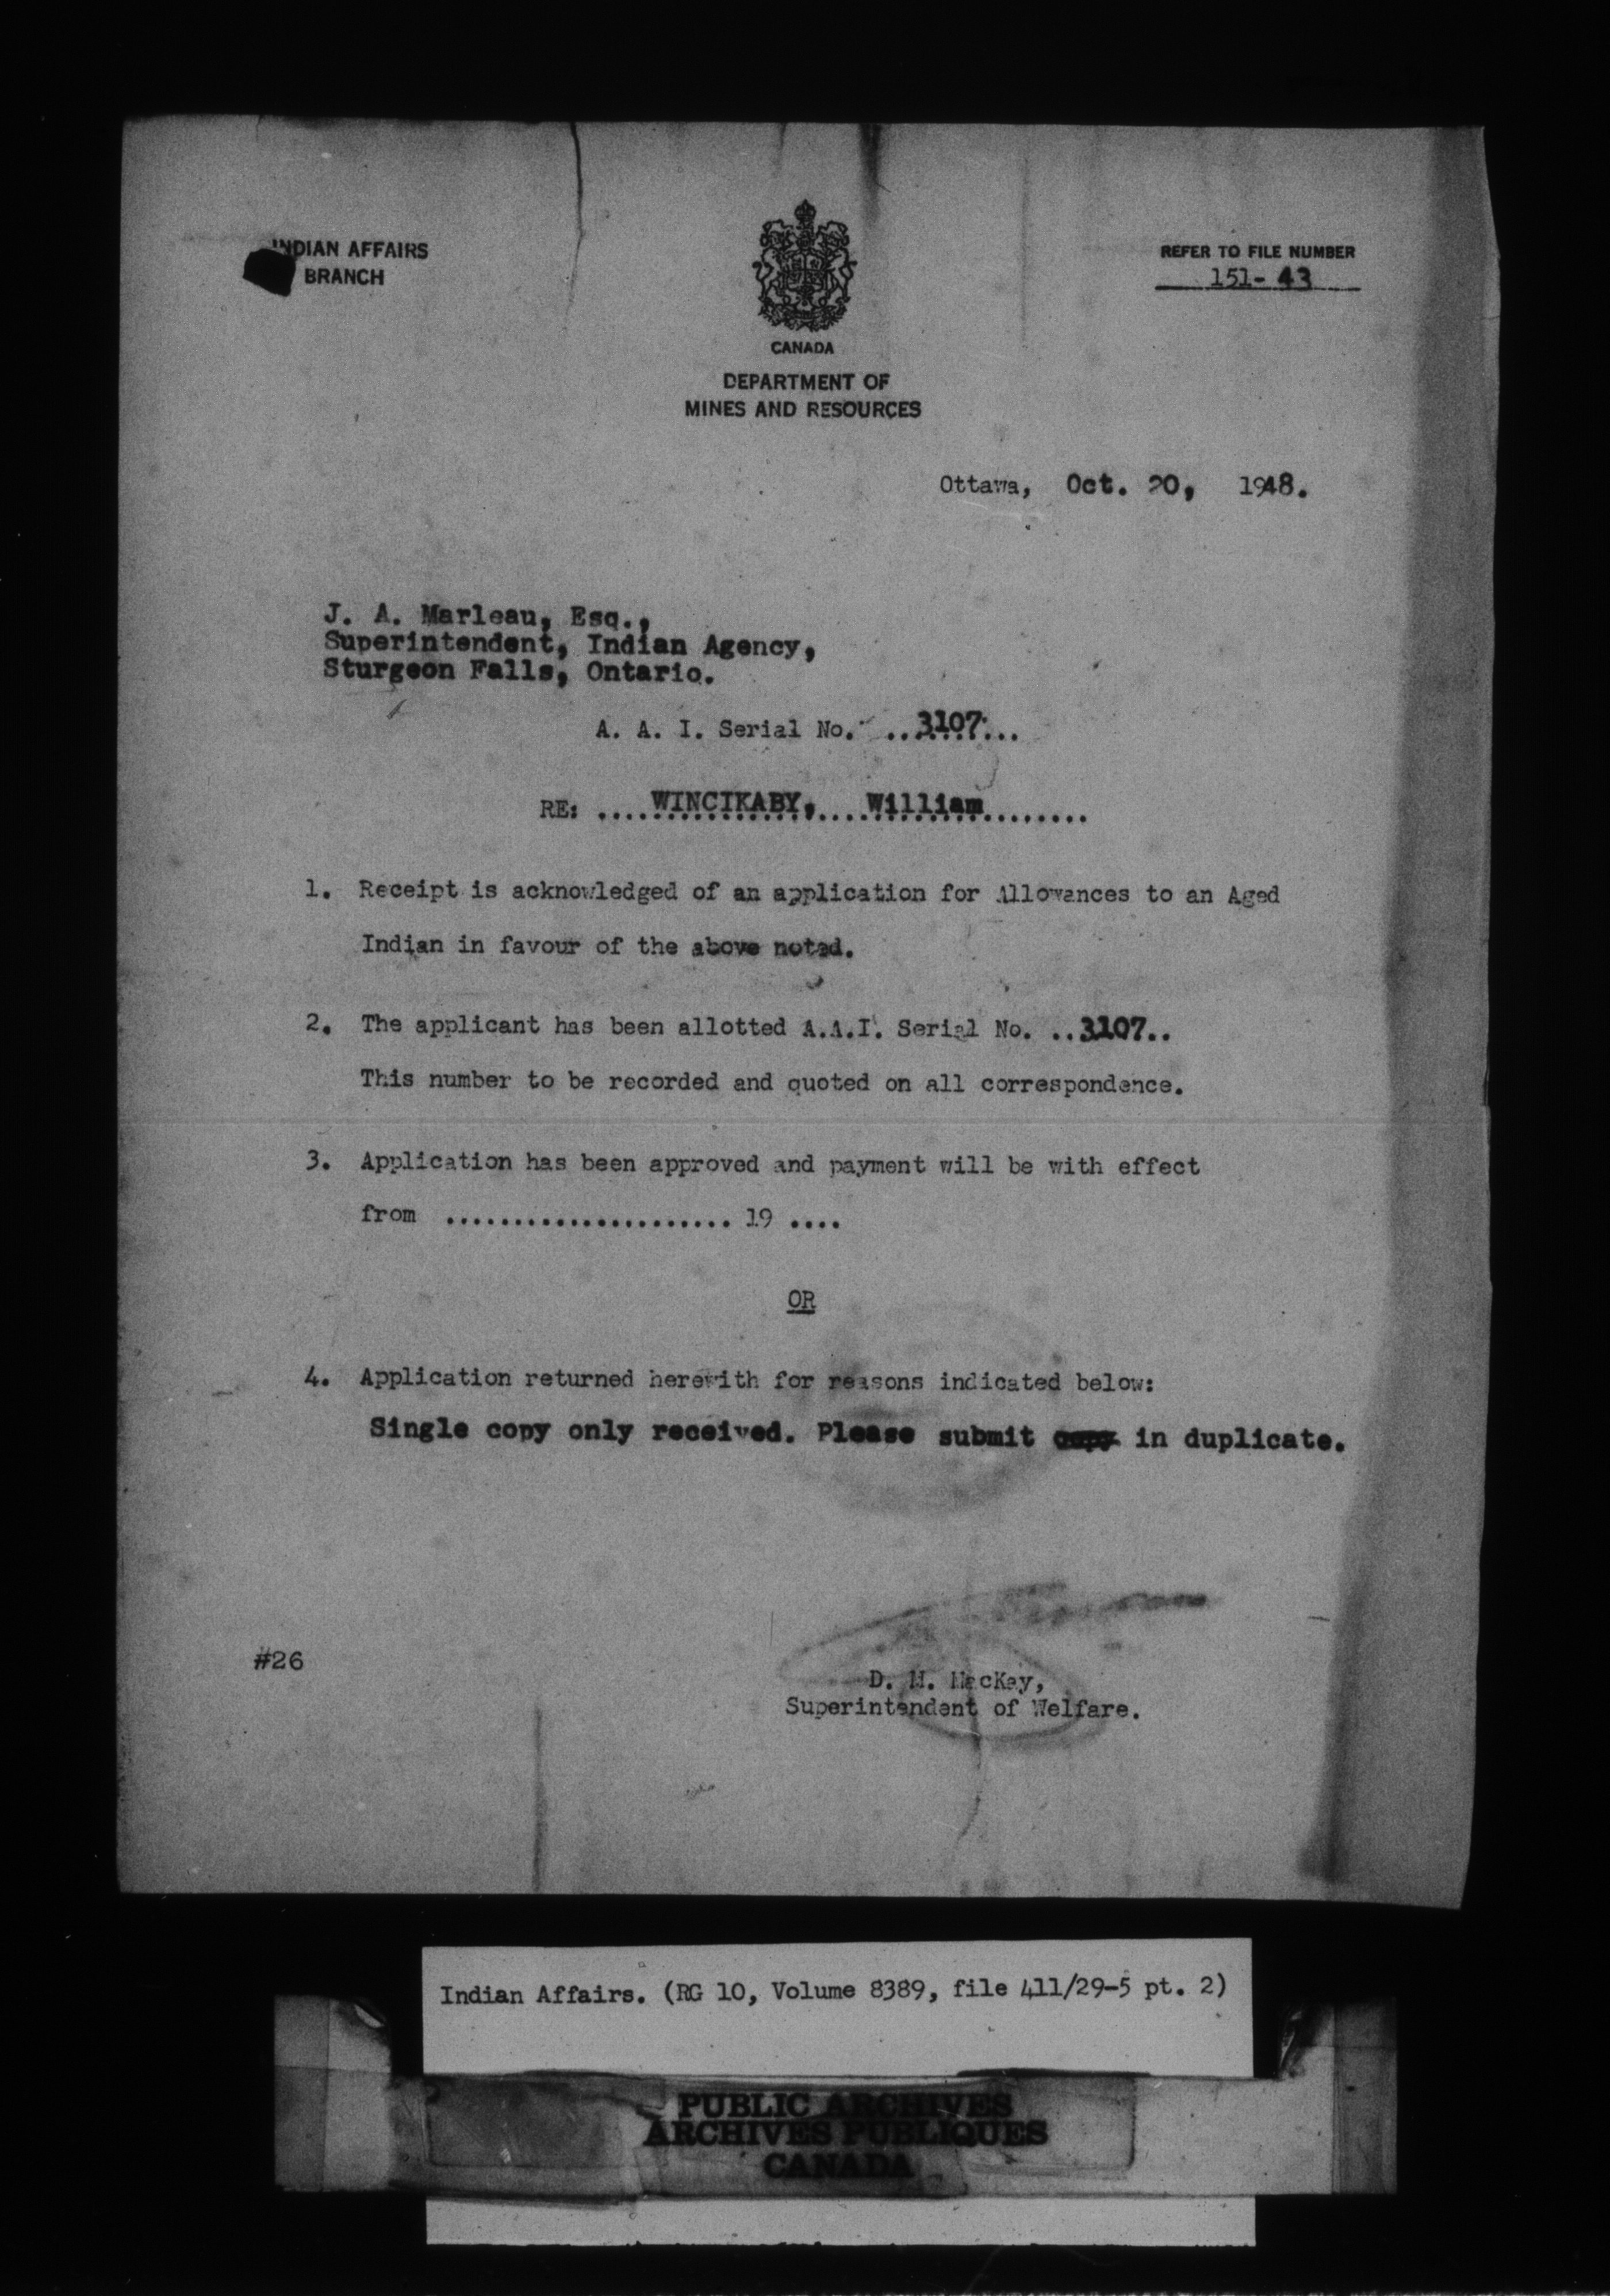 INDIAN AFFAIRS
BRANCH
REFER TO FILE NUMBER
151-43
CANADA
DEPARTMENT OF
MINES AND RESOURCES
Ottawa, Oct. 20, 1948.
J. A. Marleau, Esq.,
Superintendent, Indian Agency,
Sturgeon Falls, Ontario.
A. A. I. Serial No. ..3107...
RE: ....WINCIKABY, William........
1. Receipt is acknowledged of an application for Allowances to an Aged
Indian in favour of the above noted.
2. The applicant has been allotted A.A.I. Serial No. ..3107..
This number to be recorded and quoted on all correspondence.
3. Application has been approved and payment will be with effect
from ..................... 19 ....
OR
4. Application returned herewith for reasons indicated below:
Single copy only received. Please submit copy in duplicate.
#26
D. M. MacKay,
Superintendent of Welfare.
Indian Affairs. (RG 10, Volume 8389, file 411/29-5 pt. 2)
PUBLIC ARCHIVES
ARCHIVES PUBLIQUES
CANADA